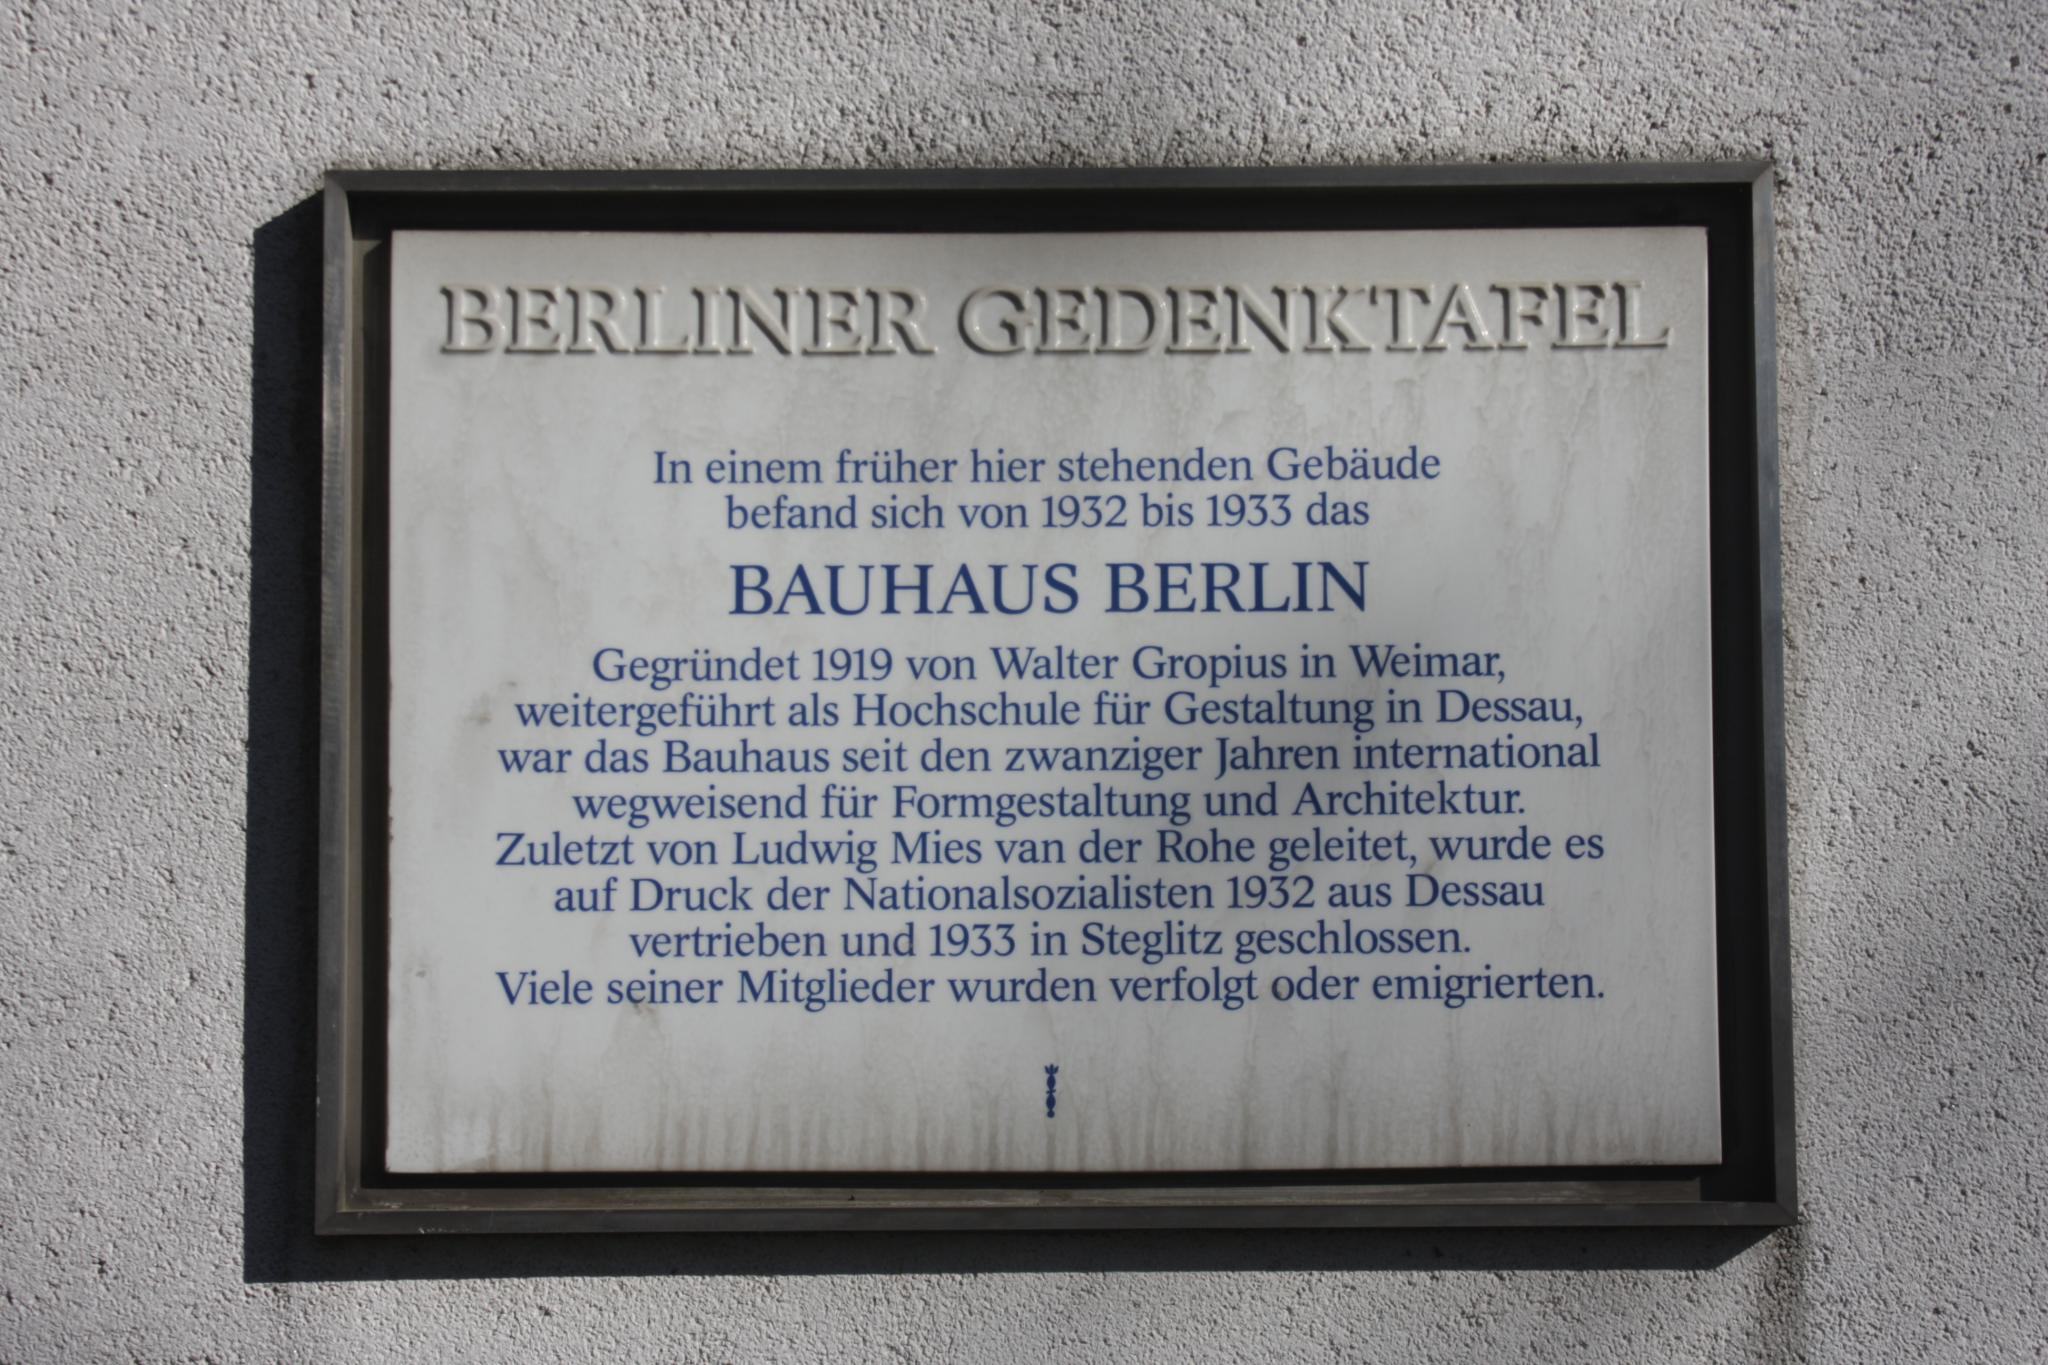 BERLINER GEDENKTAFEL
In einem früher hier stehenden Gebäude
befand sich von 1932 bis 1933 das
BAUHAUS BERLIN
Gegründet 1919 von Walter Gropius in Weimar,
weitergeführt als Hochschule für Gestaltung in Dessau,
war das Bauhaus seit den zwanziger Jahren international
wegweisend für Formgestaltung und Architektur.
Zuletzt von Ludwig Mies van der Rohe geleitet, wurde es
auf Druck der Nationalsozialisten 1932 aus Dessau
vertrieben und 1933 in Steglitz geschlossen.
Viele seiner Mitglieder wurden verfolgt oder emigrierten.